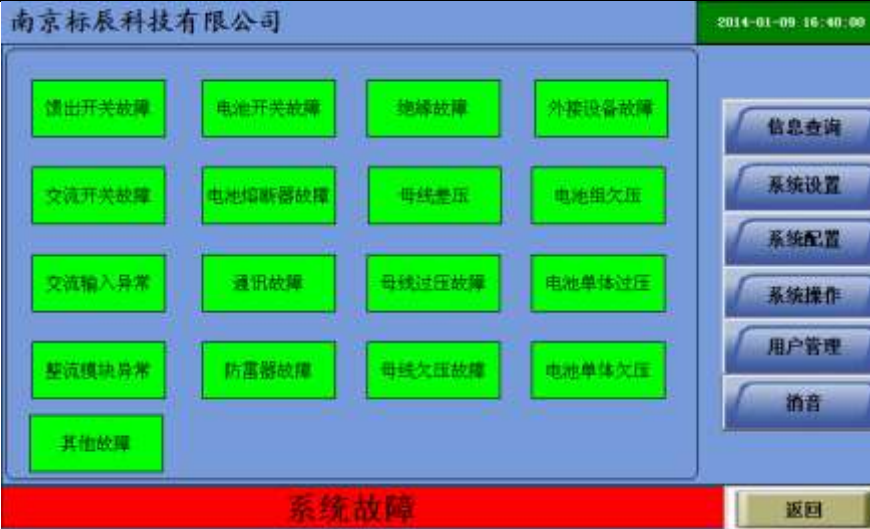 南京标辰科技有限公司
2014-01-09 16:40:00
馈出开关故障 电池开关故障 绝缘故障 外接设备故障
交流开关故障 电池熔断器故障 母线差压 电池组欠压
交流输入异常 通讯故障 母线过压故障 电池单体过压
整流模块异常 防雷器故障 母线欠压故障 电池单体欠压
其他故障
信息查询
系统设置
系统配置
系统操作
用户管理
消音
系统故障
返回